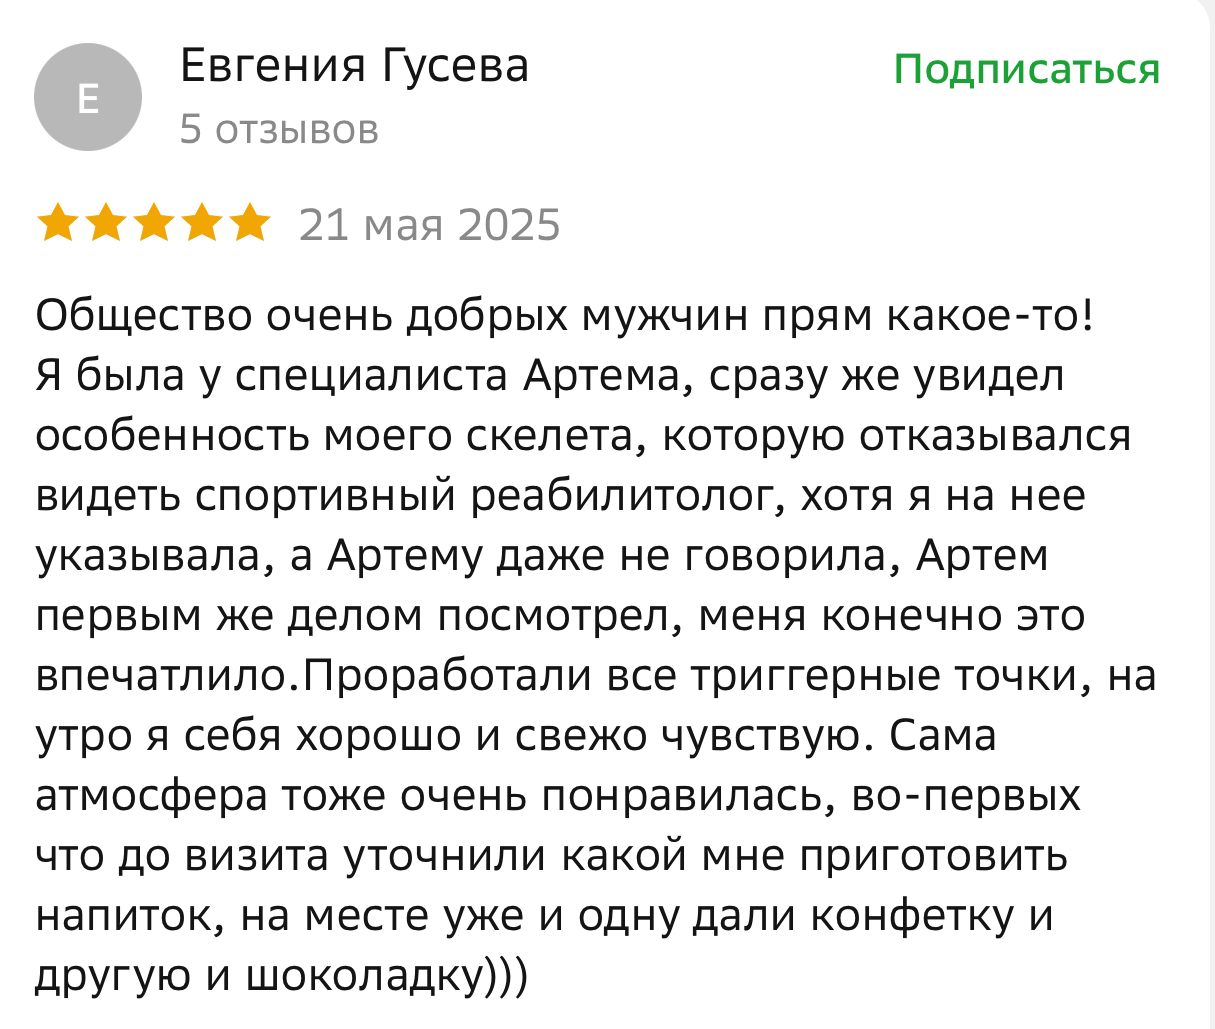 Е
Евгения Гусева
Подписаться
5 отзывов
21 мая 2025
Общество очень добрых мужчин прям какое-то!
Я была у специалиста Артема, сразу же увидел
особенность моего скелета, которую отказывался
видеть спортивный реабилитолог, хотя я на нее
указывала, а Артему даже не говорила, Артем
первым же делом посмотрел, меня конечно это
впечатлило.Проработали все триггерные точки, на
утро я себя хорошо и свежо чувствую. Сама
атмосфера тоже очень понравилась, во-первых
что до визита уточнили какой мне приготовить
напиток, на месте уже и одну дали конфетку и
другую и шоколадку)))